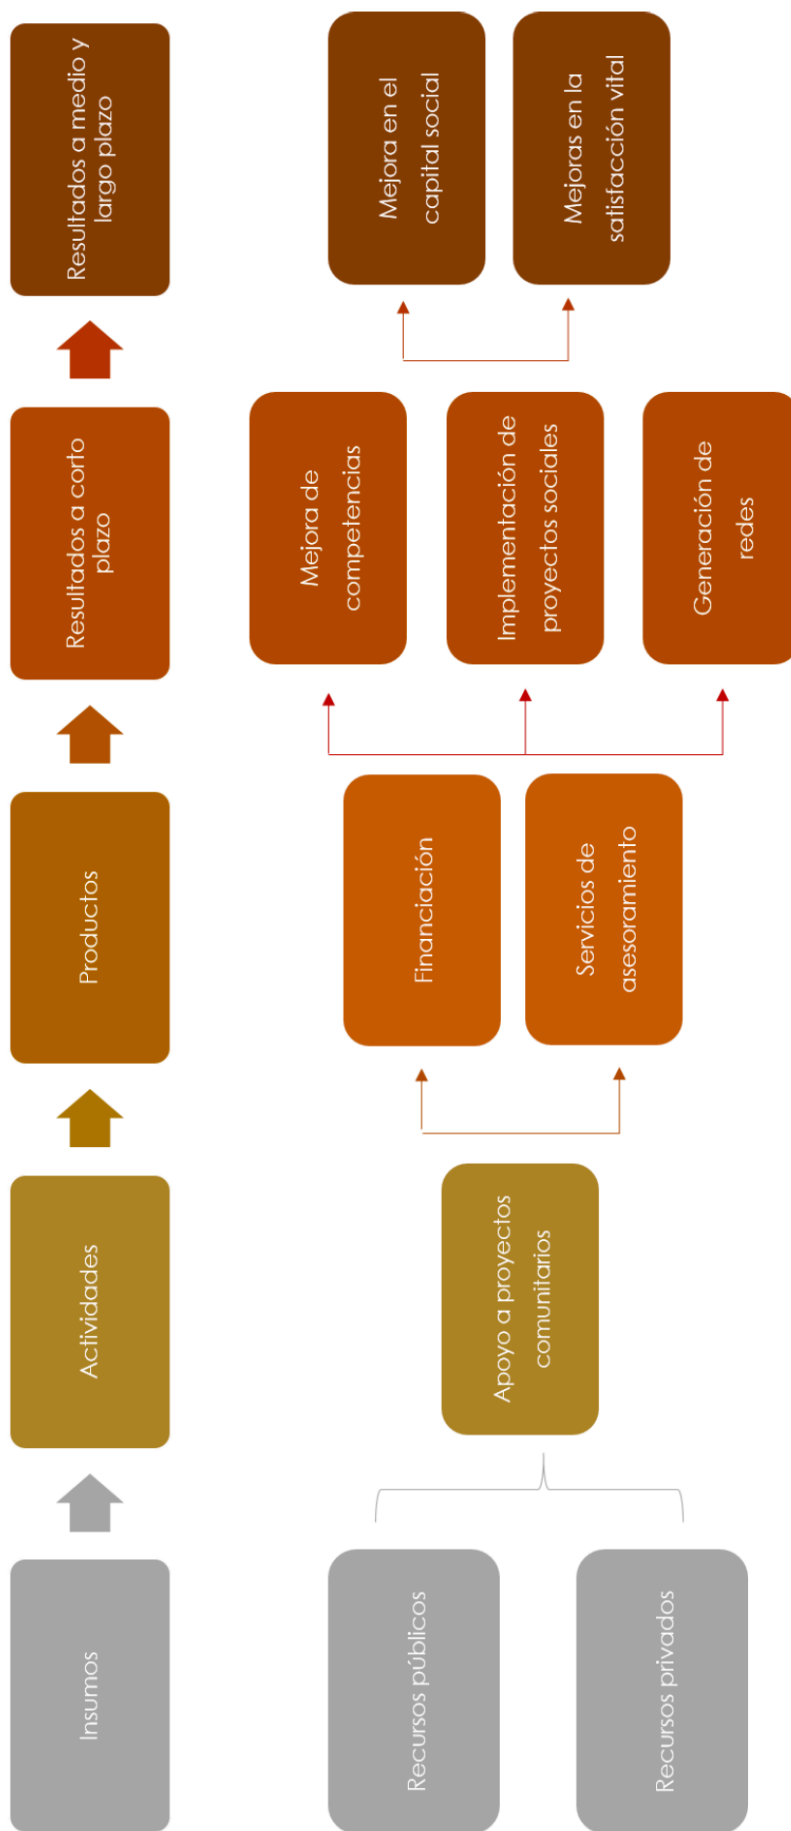 Insumos
Actividades
Productos
Resultados a corto
plazo
Resultados a medio y
largo plazo
Recursos públicos
Recursos privados
Apoyo a proyectos
comunitarios
Financiación
Servicios de
asesoramiento
Mejora de
competencias
Implementación de
proyectos sociales
Generación de
redes
Mejora en el
capital social
Mejoras en la
satisfacción vital